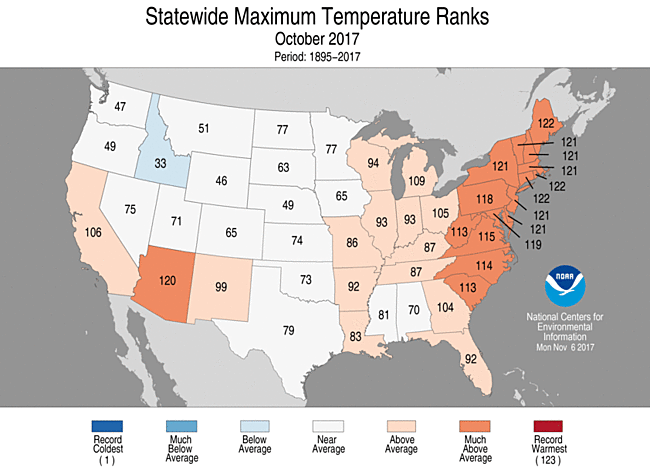 Statewide Maximum Temperature Ranks
October 2017
Period: 1895–2017
47
51
77
77
122
49
33
46
63
49
65
94
109
121
121
121
121
122
122
121
121
119
118
106
75
71
65
74
86
93
93
105
113
115
87
114
113
120
99
73
92
87
79
83
81
70
104
92
NOAA
National Centers for
Environmental
Information
Mon Nov 6 2017
Record
Coldest
(1)
Much
Below
Average
Below
Average
Near
Average
Above
Average
Much
Above
Average
Record
Warmest
(123)